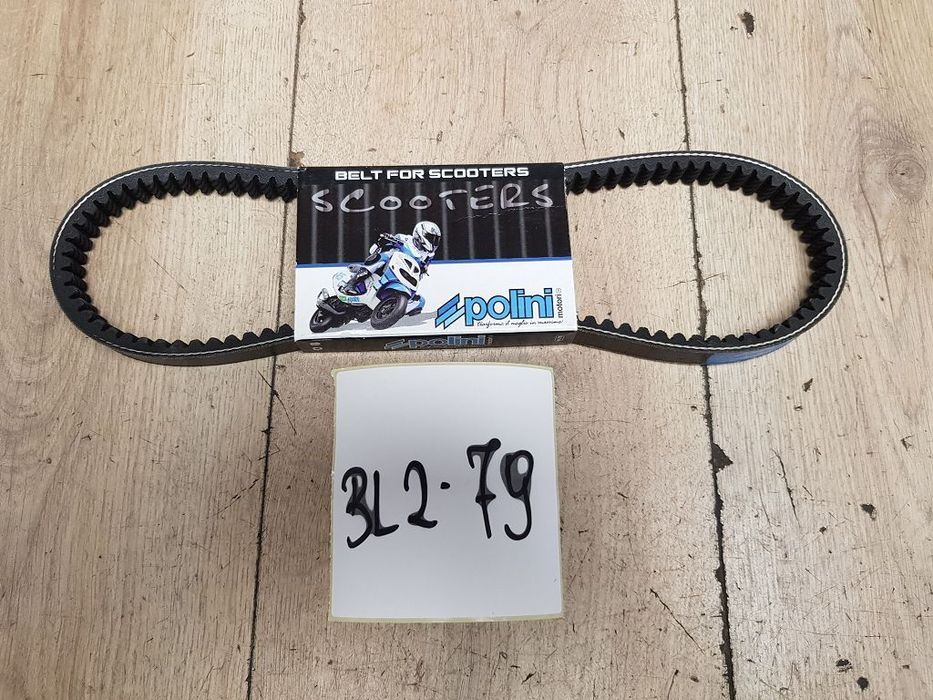 BELT FOR SCOOTERS
SCOOTERS
polini
motori
polini
BL2.79